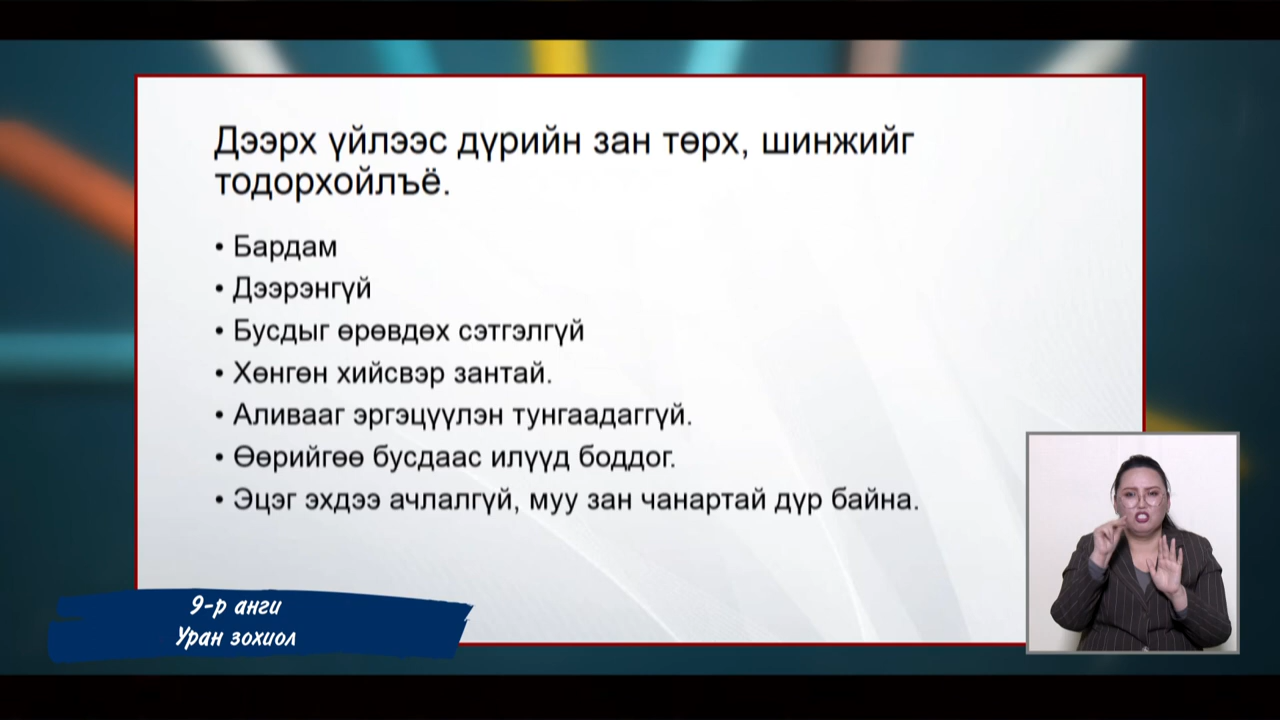 Дээрх үйлээс дүрийн зан төрх, шинжийг
тодорхойлъё.
• Бардам
• Дээрэнгүй
• Бусдыг өрөвдөх сэтгэлгүй
• Хөнгөн хийсвэр зантай.
• Аливааг эргэцүүлэн тунгаадаггүй.
• Өөрийгөө бусдаас илүүд боддог.
• Эцэг эхдээ ачлалгүй, муу зан чанартай дүр байна.
9-р анги
Уран зохиол